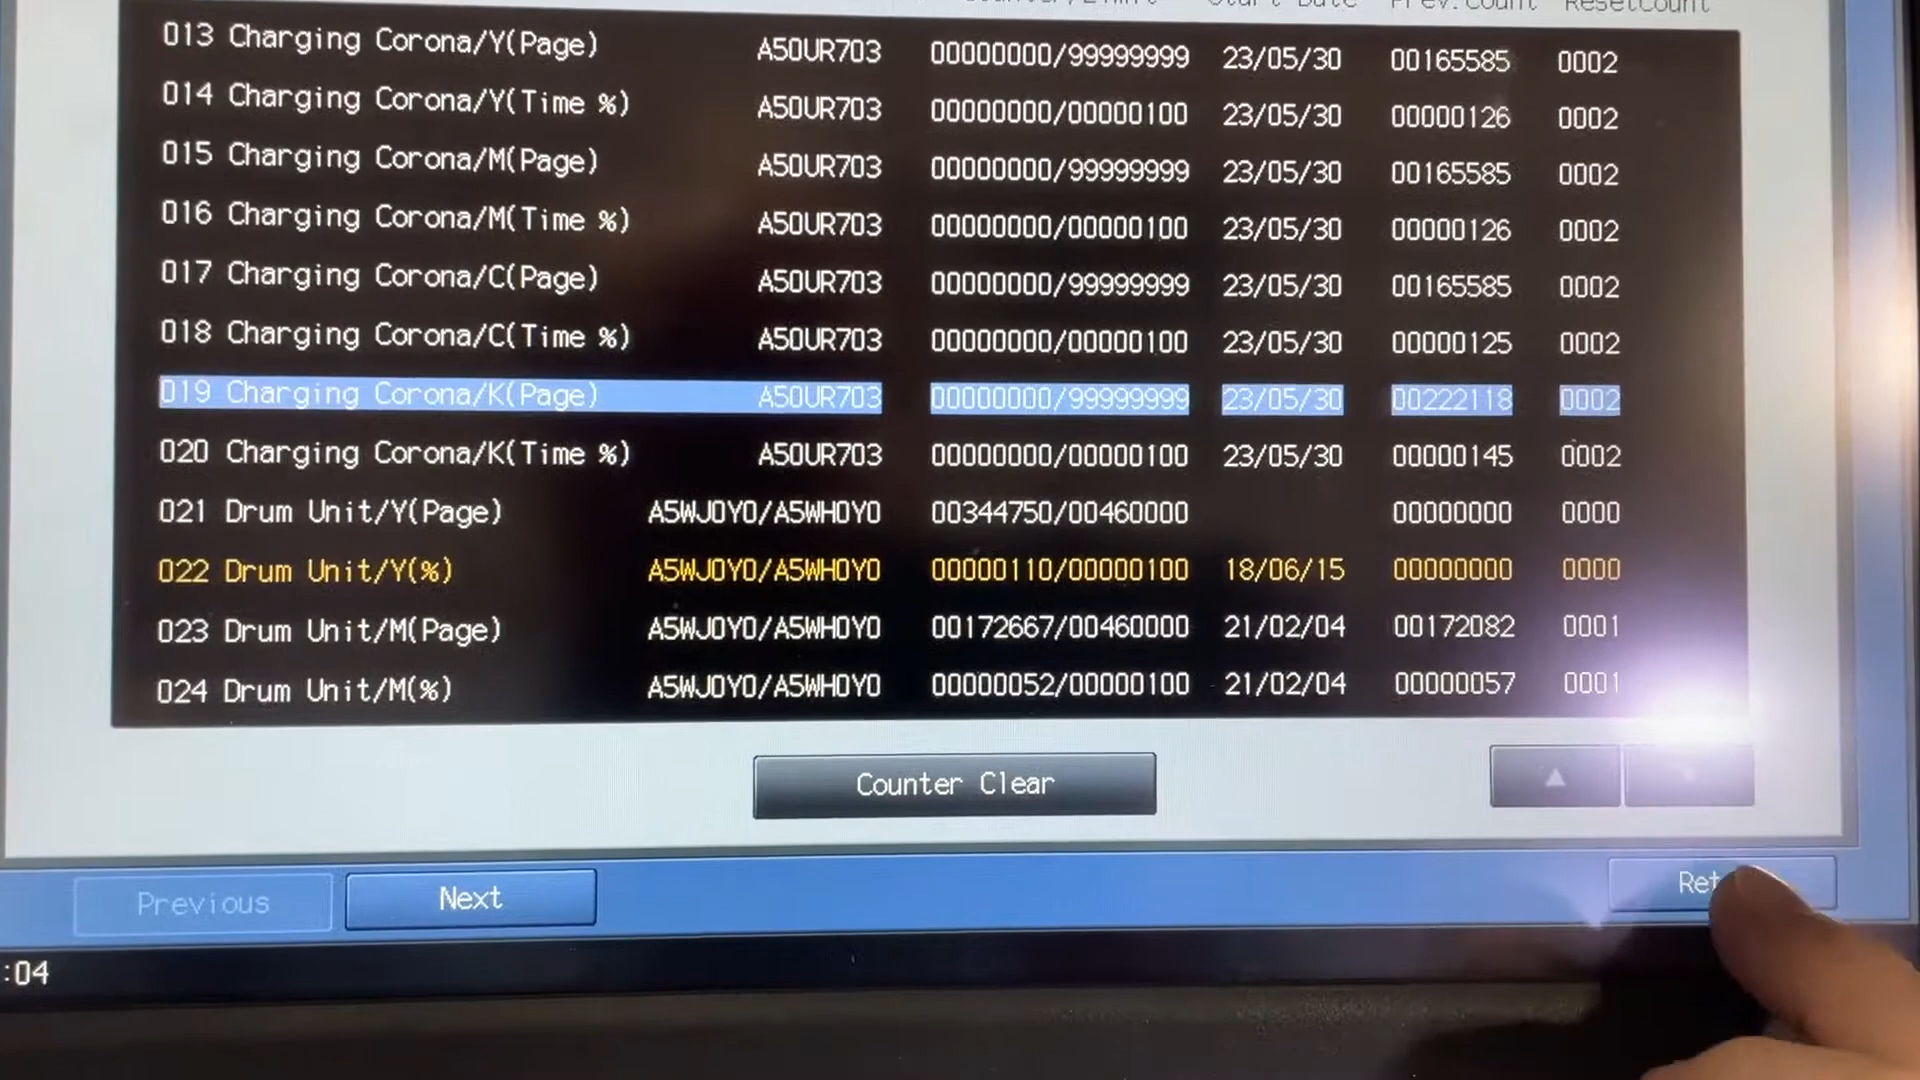 Start Date Prev.Count ResetCount
013 Charging Corona/Y(Page) A50UR703 00000000/99999999 23/05/30 00165585 0002
014 Charging Corona/Y(Time %) A50UR703 00000000/00000100 23/05/30 00000126 0002
015 Charging Corona/M(Page) A50UR703 00000000/99999999 23/05/30 00165585 0002
016 Charging Corona/M(Time %) A50UR703 00000000/00000100 23/05/30 00000126 0002
017 Charging Corona/C(Page) A50UR703 00000000/99999999 23/05/30 00165585 0002
018 Charging Corona/C(Time %) A50UR703 00000000/00000100 23/05/30 00000125 0002
019 Charging Corona/K(Page) A50UR703 00000000/99999999 23/05/30 00222118 0002
020 Charging Corona/K(Time %) A50UR703 00000000/00000100 23/05/30 00000145 0002
021 Drum Unit/Y(Page) A5WJ0Y0/A5WH0Y0 00344750/00460000 00000000 0000
022 Drum Unit/Y(%) A5WJ0Y0/A5WH0Y0 00000110/00000100 18/06/15 00000000 0000
023 Drum Unit/M(Page) A5WJ0Y0/A5WH0Y0 00172667/00460000 21/02/04 00172082 0001
024 Drum Unit/M(%) A5WJ0Y0/A5WH0Y0 00000052/00000100 21/02/04 00000057 0001
Counter Clear
Previous Next Ret
:04